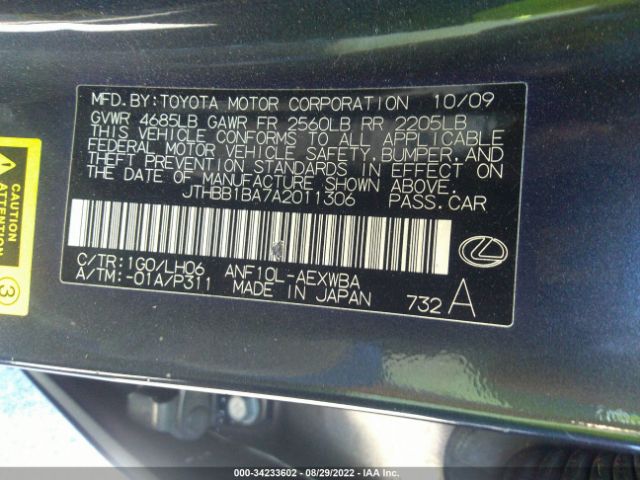 MFD. BY: TOYOTA MOTOR CORPORATION 10/09
GVWR 4685LB GAWR FR 2560LB RR 2205LB
THIS VEHICLE CONFORMS TO ALL APPLICABLE
FEDERAL MOTOR VEHICLE SAFETY, BUMPER, AND
THEFT PREVENTION STANDARDS IN EFFECT ON
THE DATE OF MANUFACTURE SHOWN ABOVE.
JTHBB1BA7A2011306 PASS.CAR
C/TR:1G0/LH06 ANF10L-AEXWBA
A/TM:-01A/P311 MADE IN JAPAN
732 A
CAUTION
ATTENTION
3
000-34233602 - 08/29/2022 - IAA Inc.